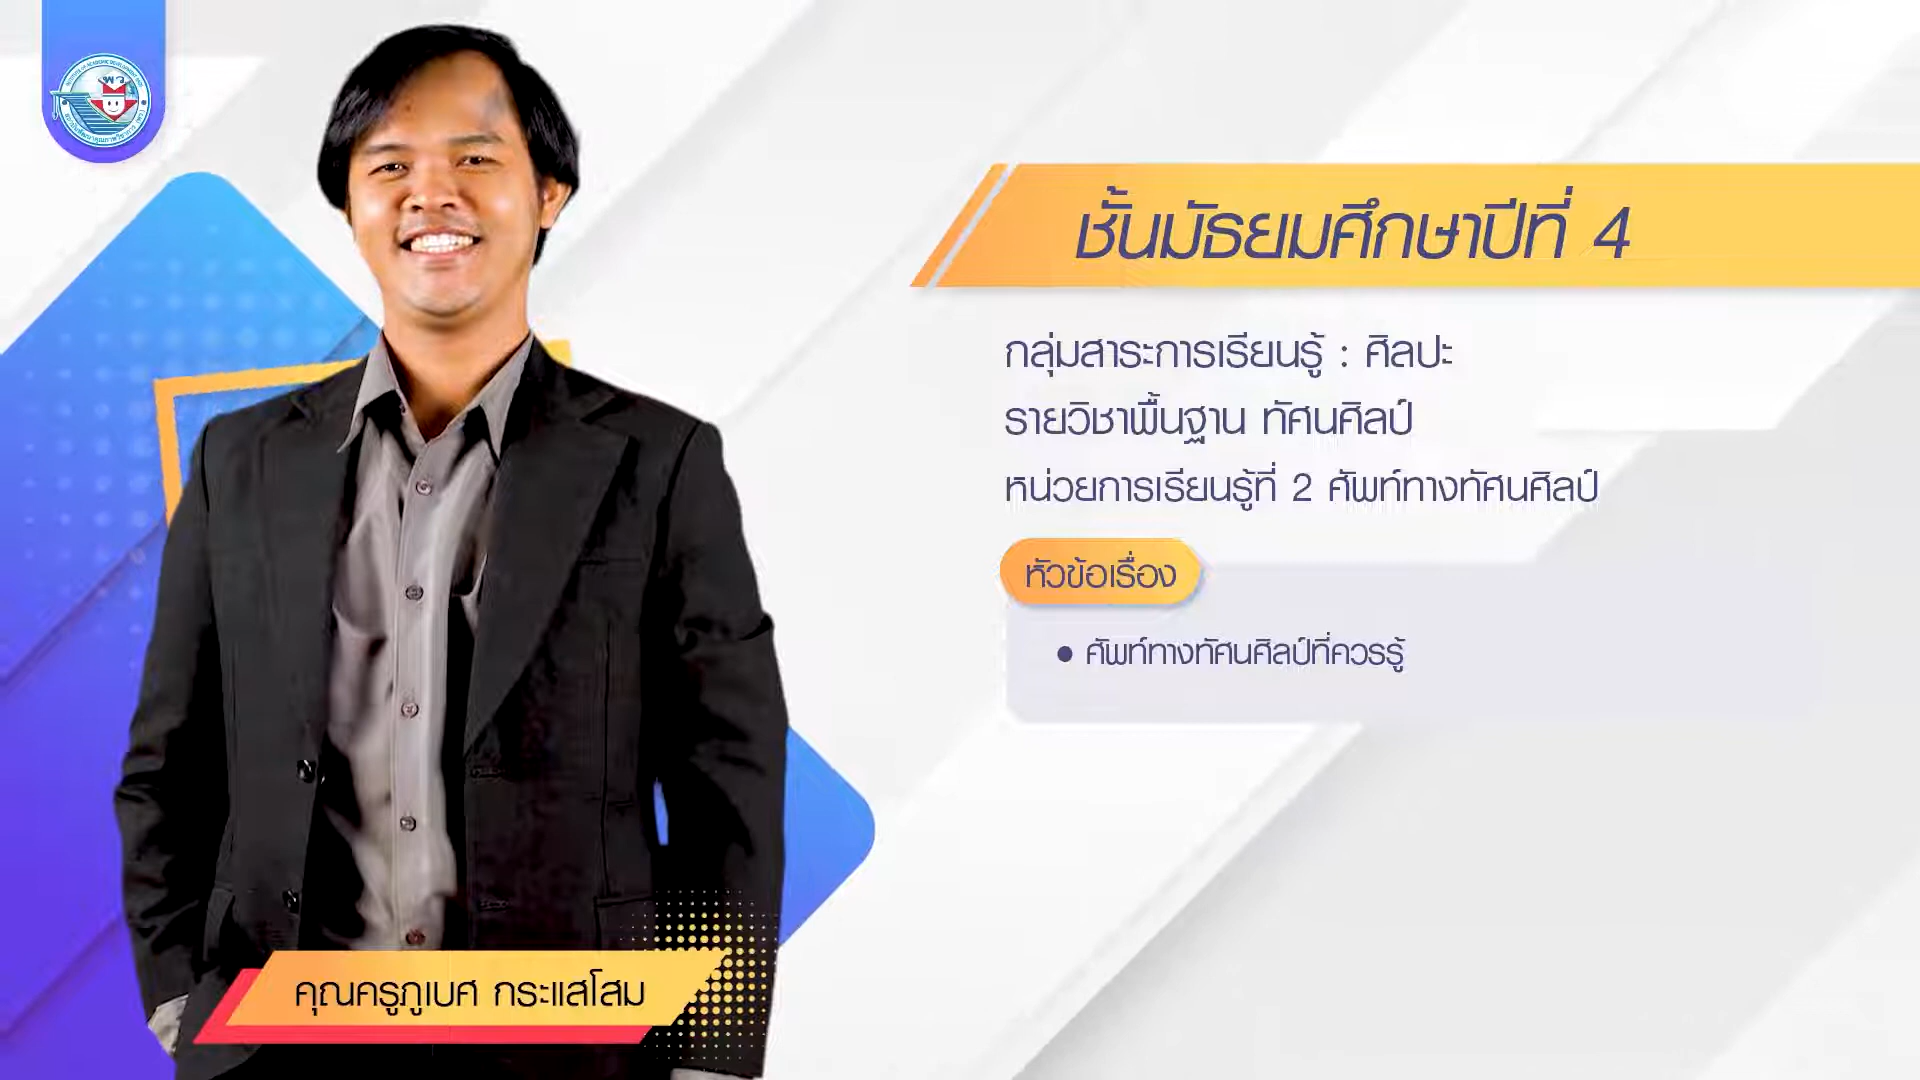 พว
ชั้นมัธยมศึกษาปีที่ 4
กลุ่มสาระการเรียนรู้ : ศิลปะ
รายวิชาพื้นฐาน ทัศนศิลป์
หน่วยการเรียนรู้ที่ 2 ศัพท์ทางทัศนศิลป์
หัวข้อเรื่อง
● ศัพท์ทางทัศนศิลป์ที่ควรรู้
คุณครูภูเบศ กระแสโสม